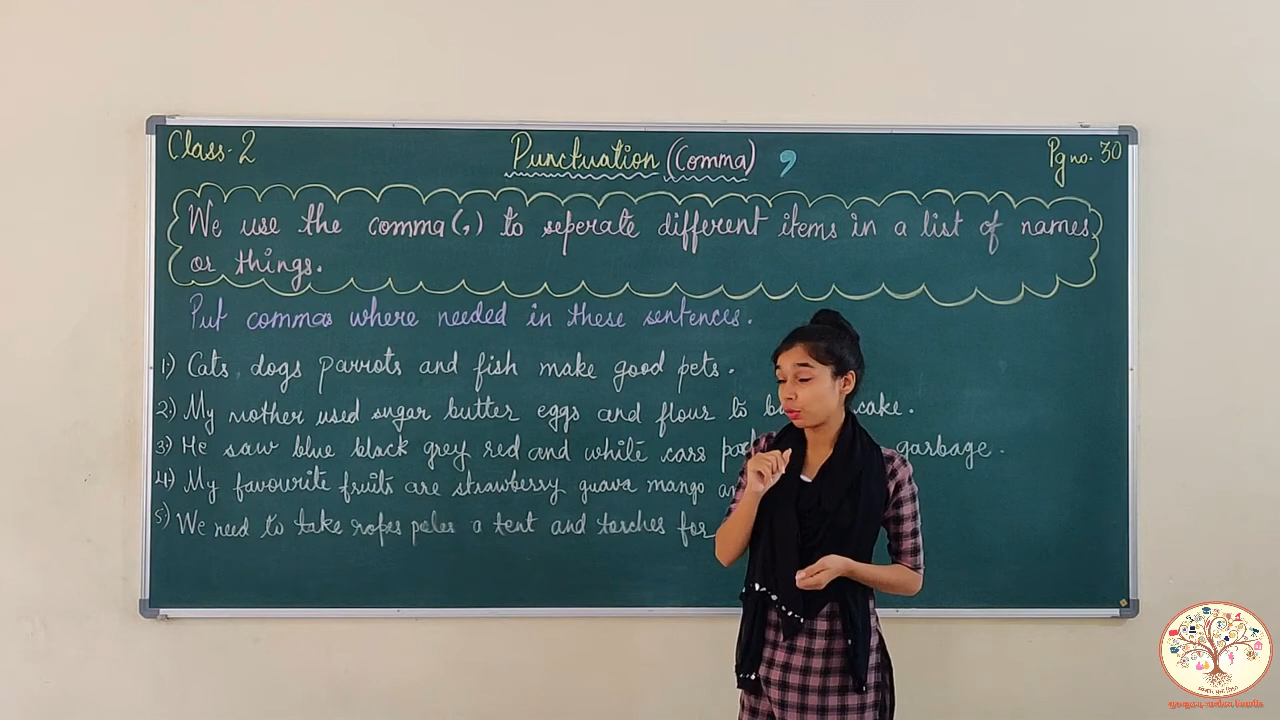 Class-2
Punctuation (Comma) ,
Pg no. 30
We use the comma (,) to seperate different items in a list of names
or things.
Put commas where needed in these sentences.
1) Cats, dogs parrots and fish make good pets.
2) My mother used sugar butter eggs and flour to cake.
3) He saw blue black grey red and white cars garbage.
4) My favourite fruits are strawberry guava mango
5) We need to take ropes poles a tent and torches for